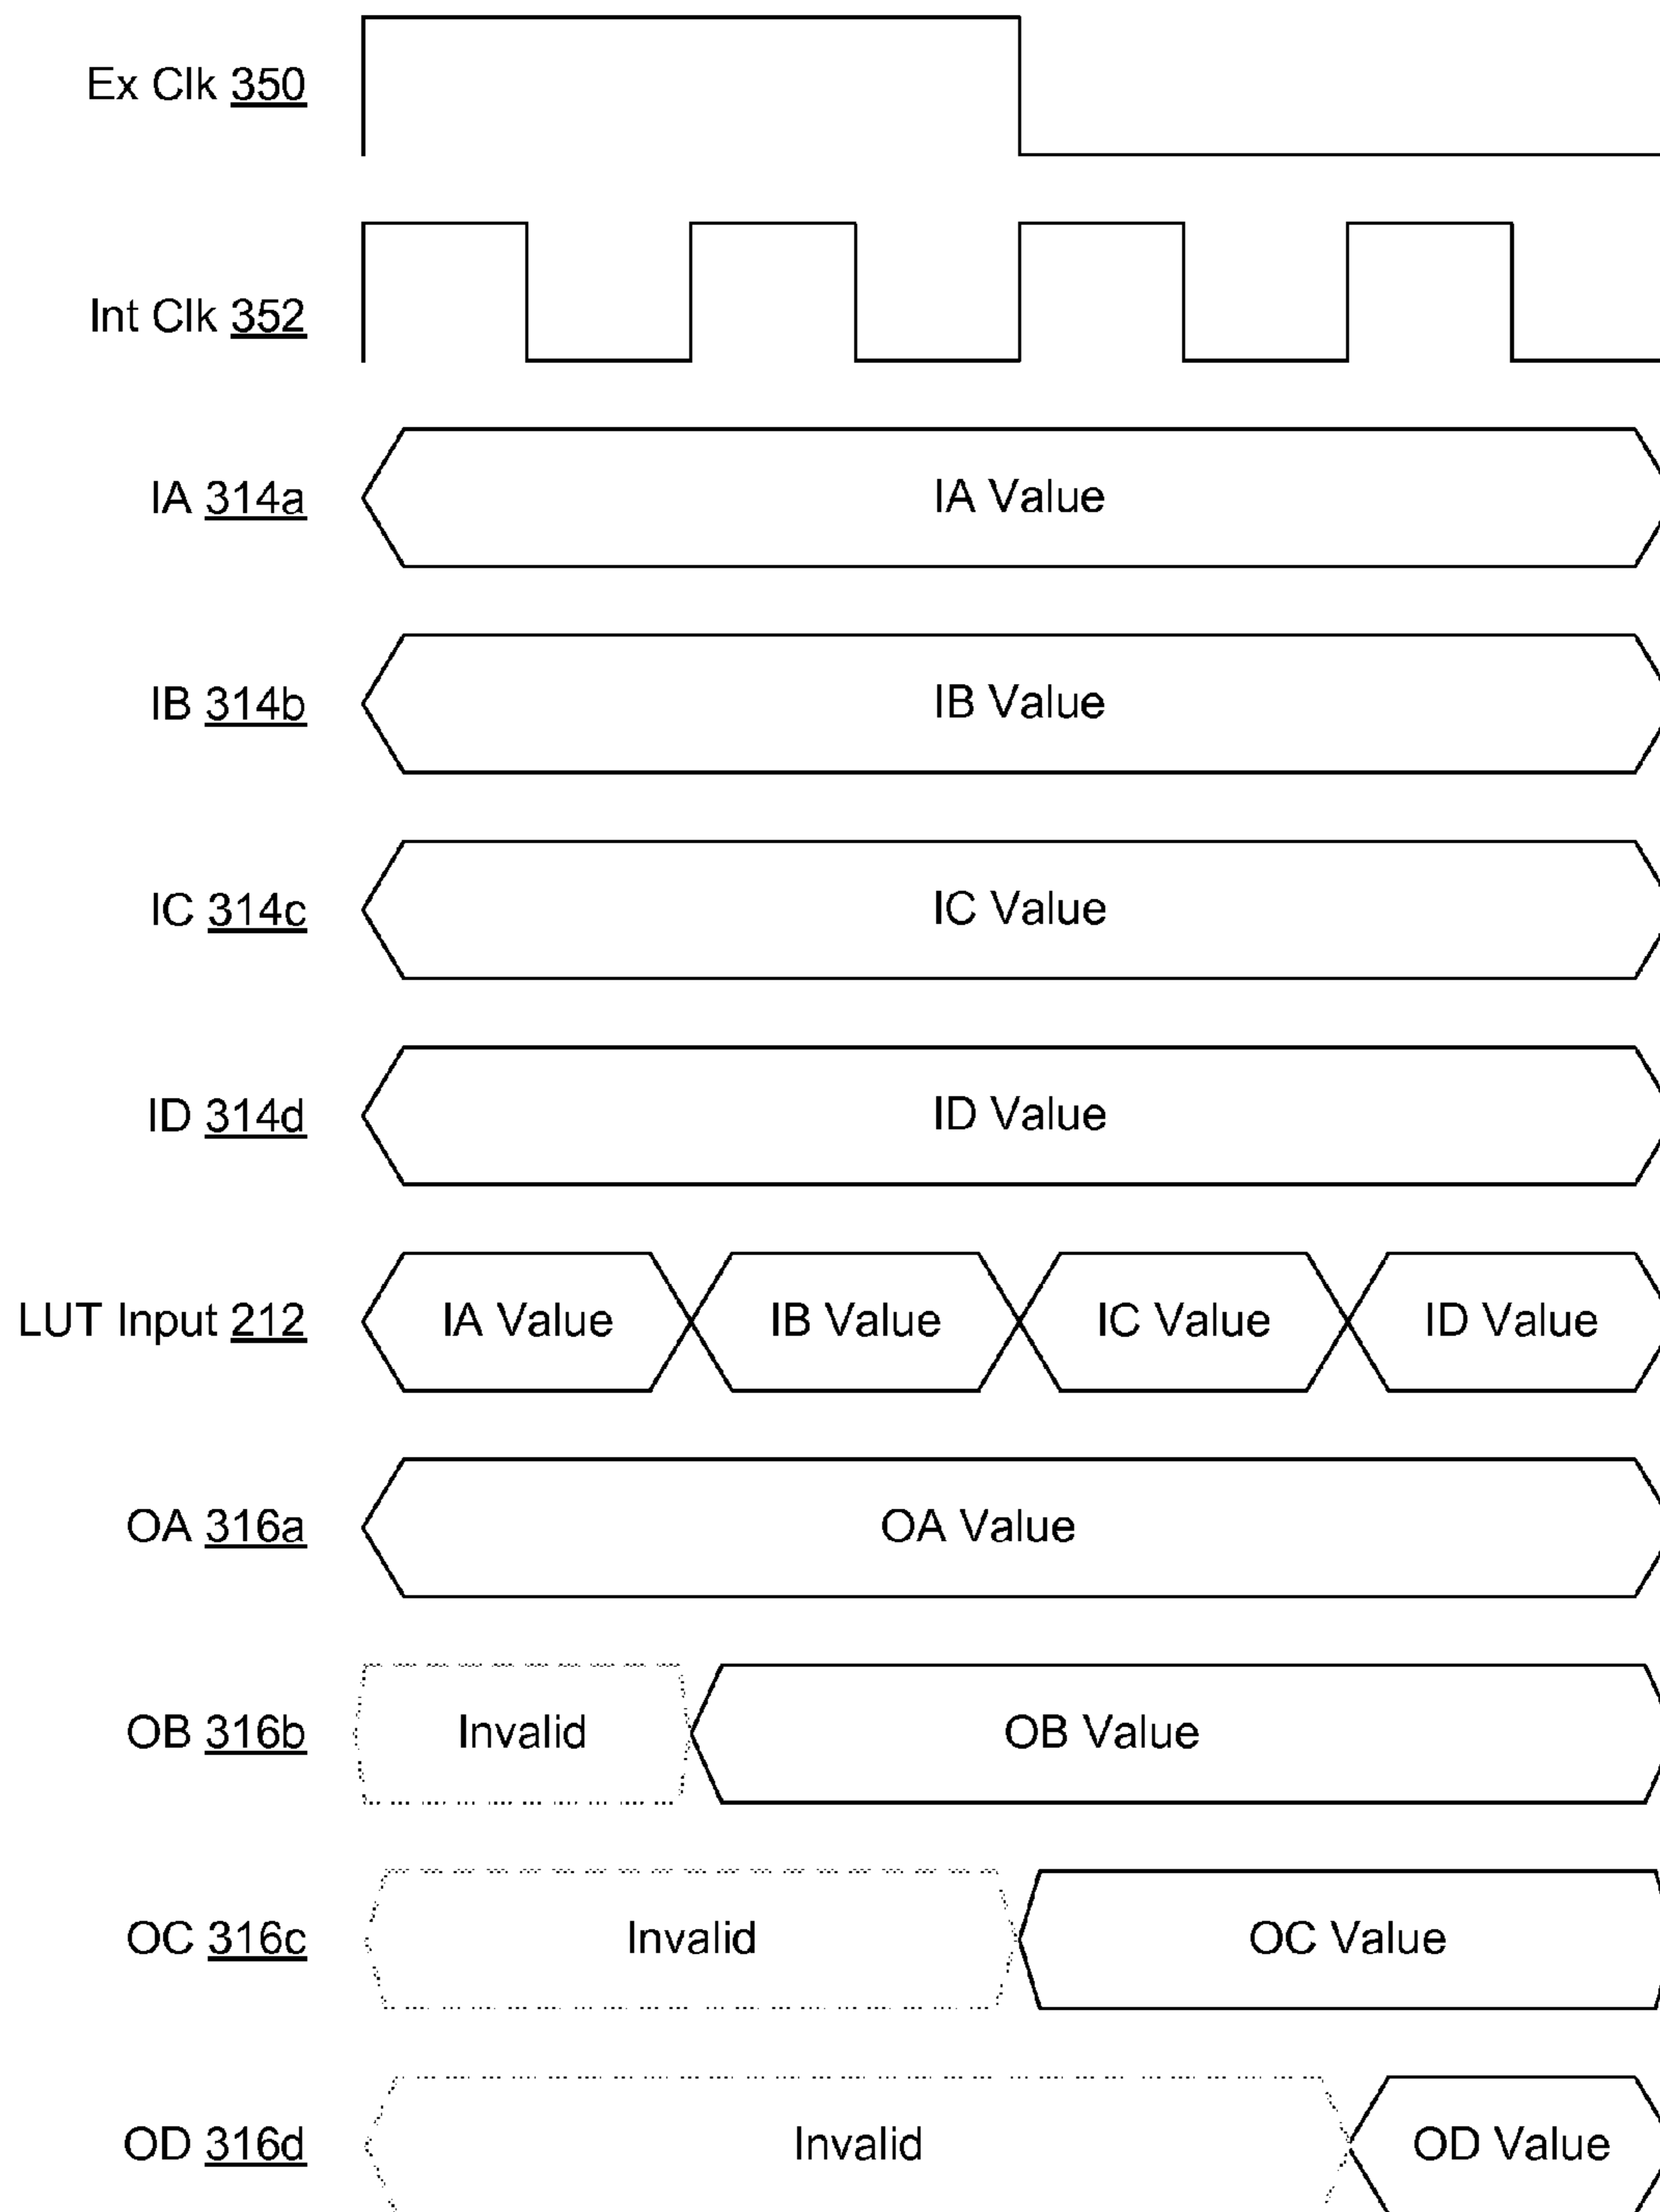 Ex Clk 350
Int Clk 352
IA 314a IA Value
IB 314b IB Value
IC 314c IC Value
ID 314d ID Value
LUT Input 212 IA Value IB Value IC Value ID Value
OA 316a OA Value
OB 316b Invalid OB Value
OC 316c Invalid OC Value
OD 316d Invalid OD Value